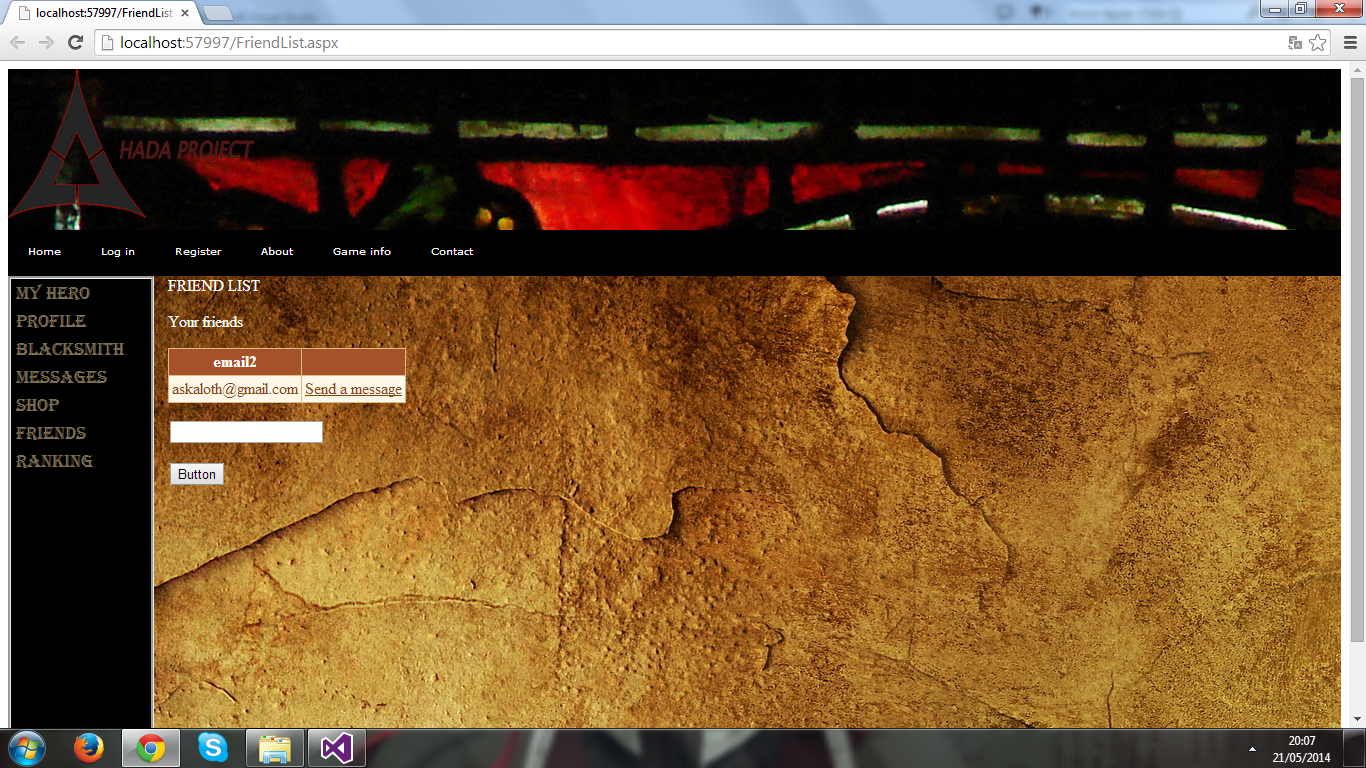 localhost:57997/FriendList
localhost:57997/FriendList.aspx
HADA PROJECT
Home Log in Register About Game info Contact
MY HERO
PROFILE
BLACKSMITH
MESSAGES
SHOP
FRIENDS
RANKING
FRIEND LIST
Your friends
email2
askaloth@gmail.com Send a message
Button
20:07
21/05/2014